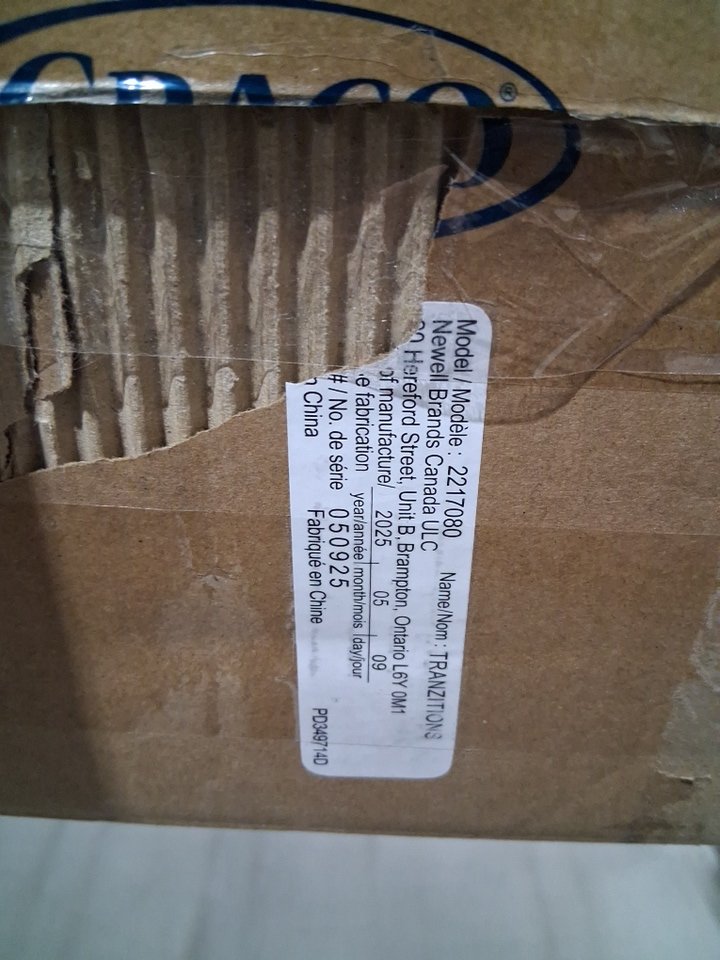 GRACO®
Model / Modèle : 2217080 Name/Nom : TRANZITIONS
Newell Brands Canada ULC
Hereford Street, Unit B, Brampton, Ontario L6Y 0M1
of manufacture/ 2025 05 09
fabrication year/année month/mois day/jour
# / No. de série 050925
China Fabriqué en Chine PD349714D